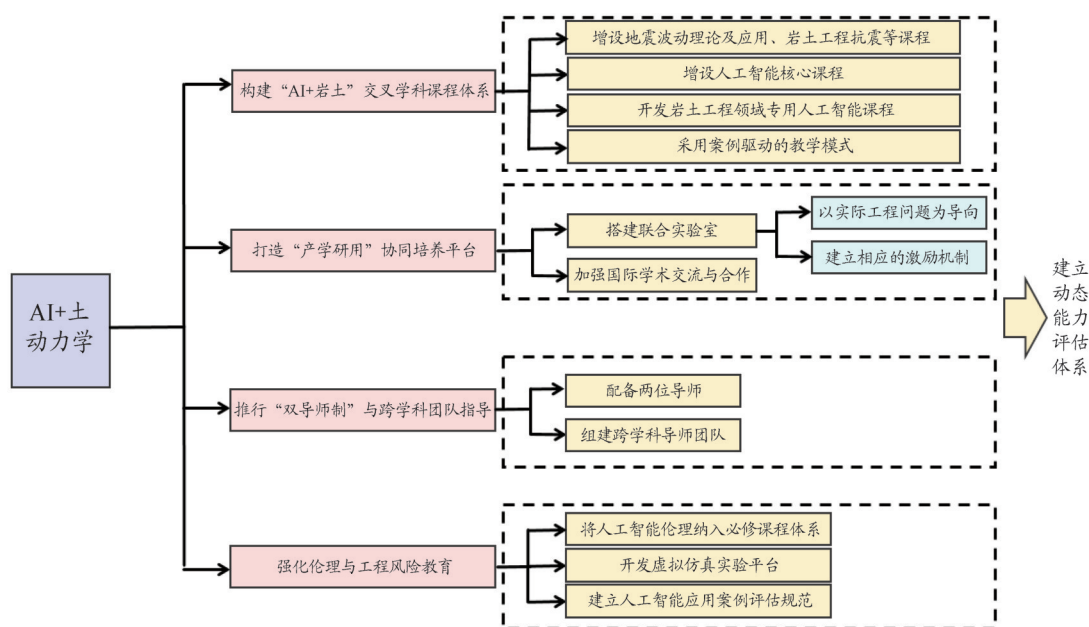 AI+土
动力学
构建“AI+岩土”交叉学科课程体系
增设地震波动理论及应用、岩土工程抗震等课程
增设人工智能核心课程
开发岩土工程领域专用人工智能课程
采用案例驱动的教学模式
打造“产学研用”协同培养平台
搭建联合实验室
以实际工程问题为导向
建立相应的激励机制
加强国际学术交流与合作
推行“双导师制”与跨学科团队指导
配备两位导师
组建跨学科导师团队
强化伦理与工程风险教育
将人工智能伦理纳入必修课程体系
开发虚拟仿真实验平台
建立人工智能应用案例评估规范
建立
动态
能力
评估
体系